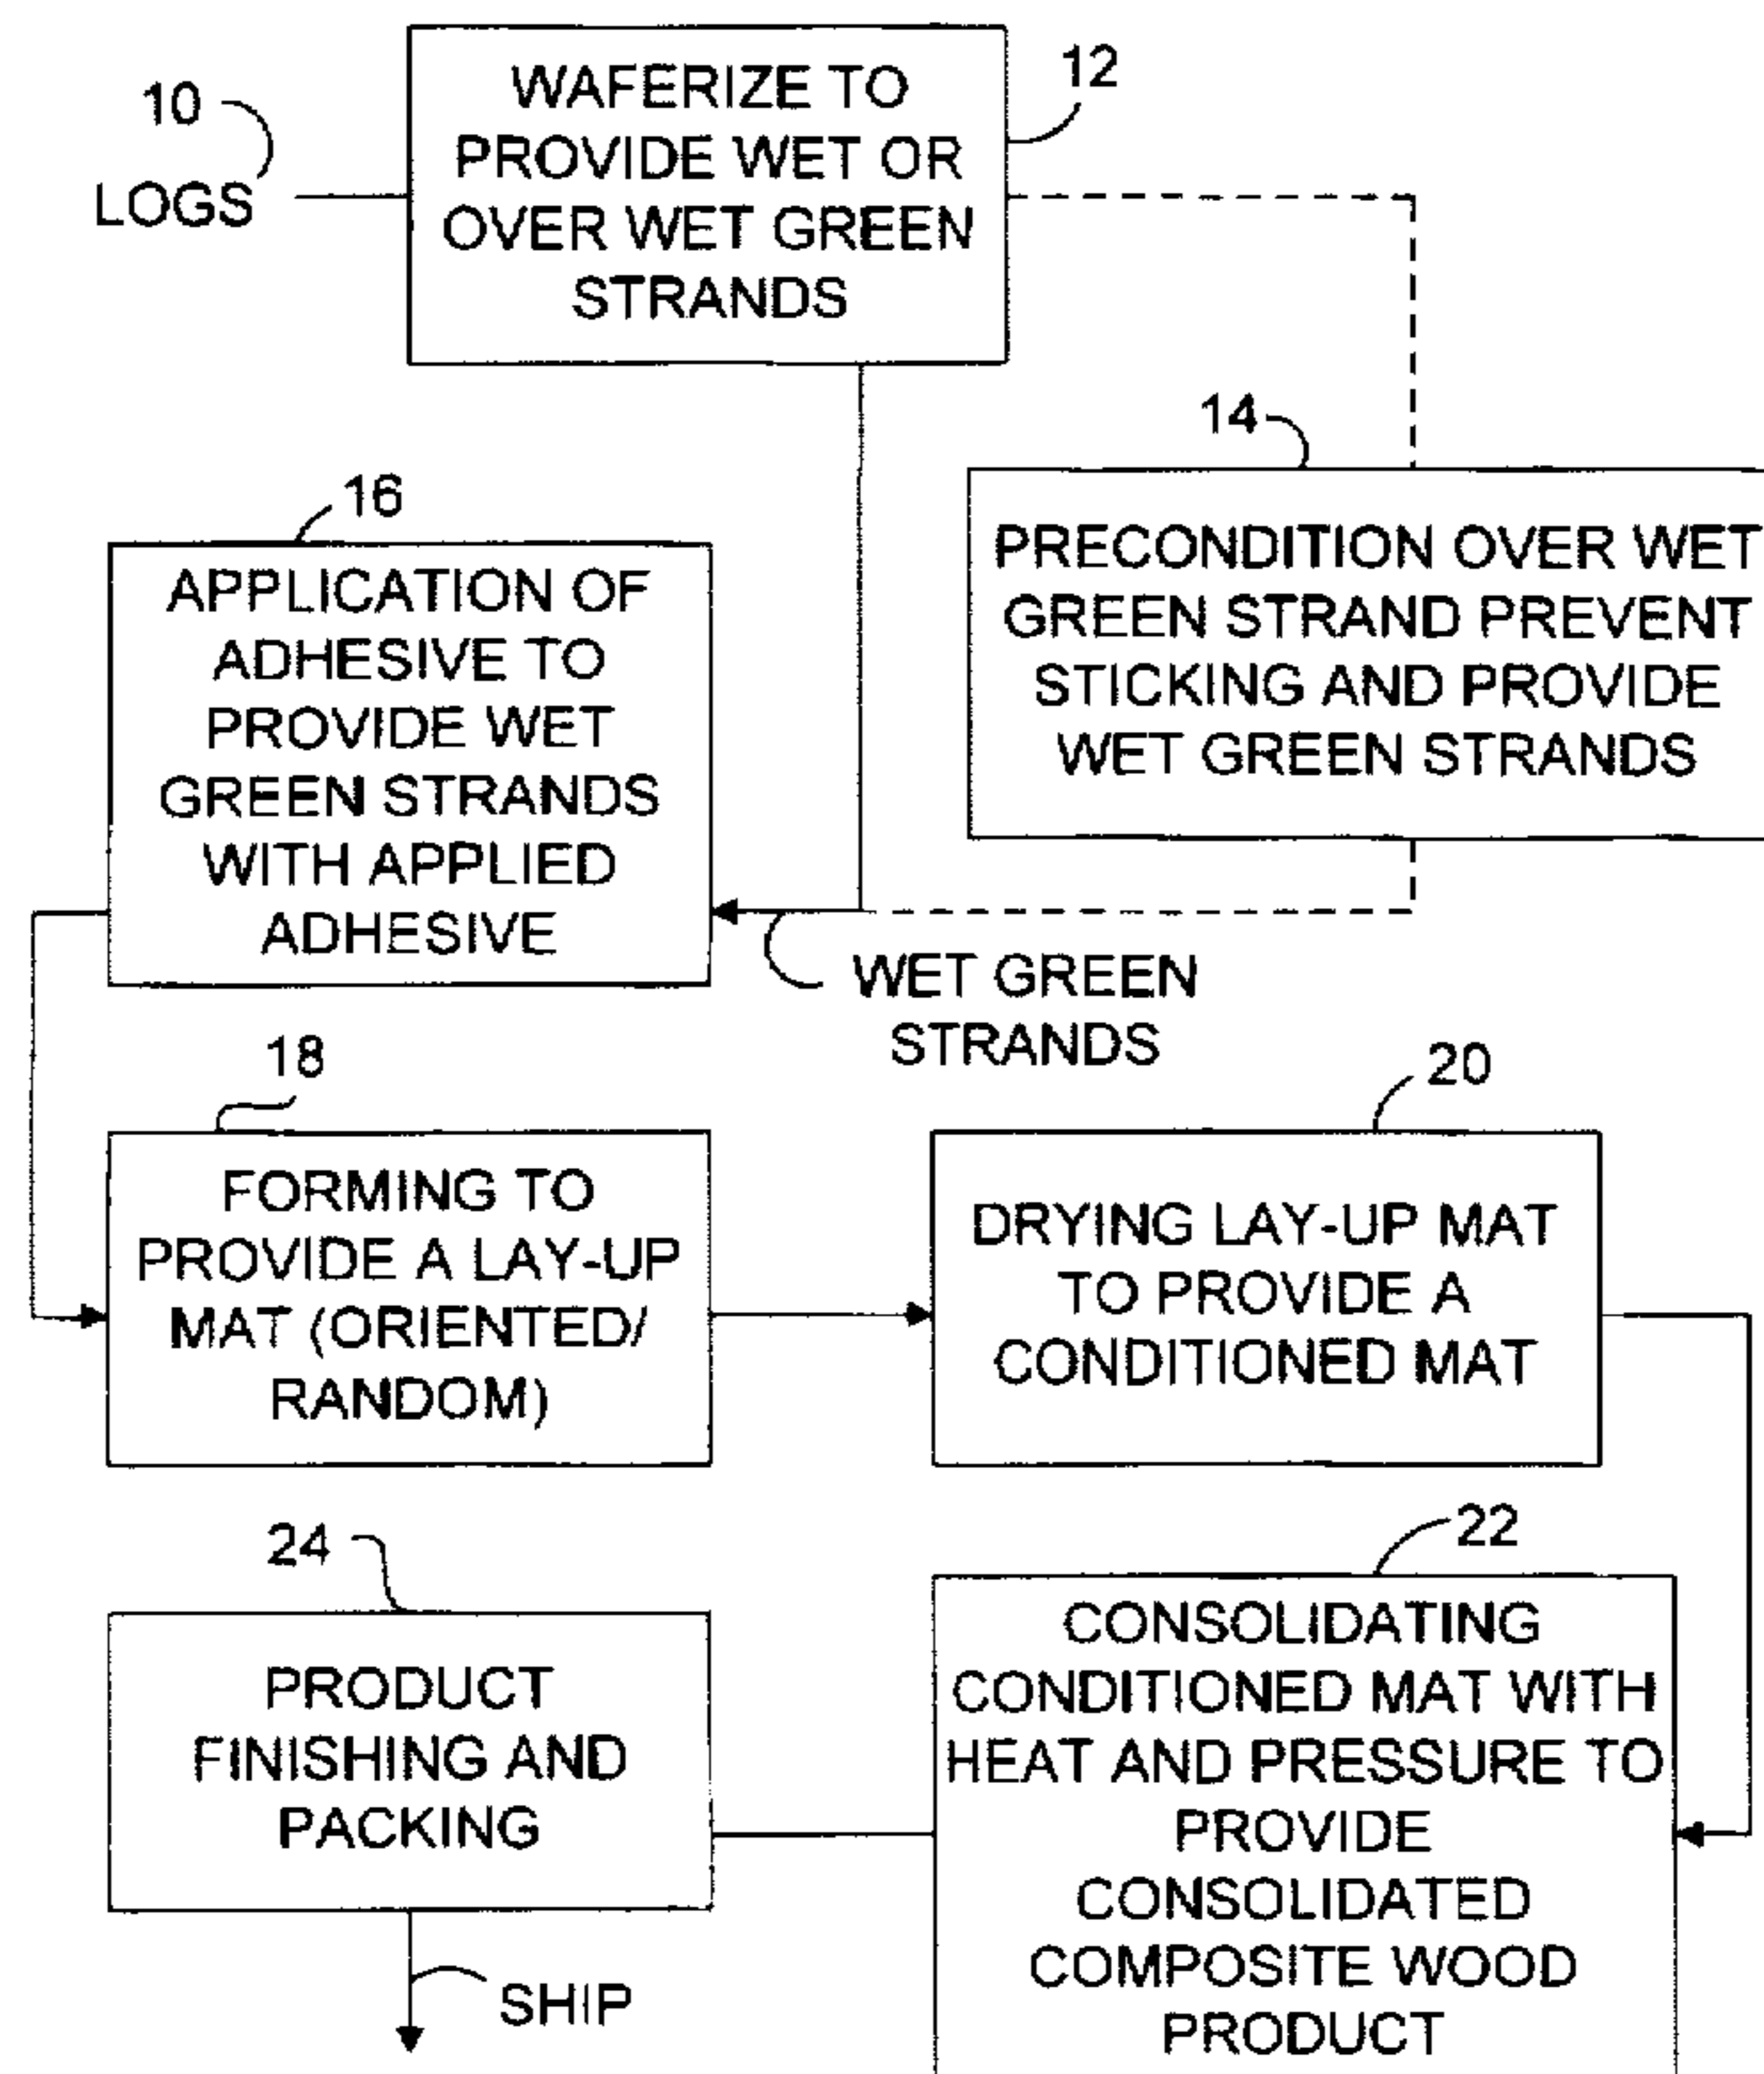 10
LOGS
12
WAFERIZE TO
PROVIDE WET OR
OVER WET GREEN
STRANDS
14
PRECONDITION OVER WET
GREEN STRAND PREVENT
STICKING AND PROVIDE
WET GREEN STRANDS
16
APPLICATION OF
ADHESIVE TO
PROVIDE WET
GREEN STRANDS
WITH APPLIED
ADHESIVE
WET GREEN
STRANDS
18
FORMING TO
PROVIDE A LAY-UP
MAT (ORIENTED/
RANDOM)
20
DRYING LAY-UP MAT
TO PROVIDE A
CONDITIONED MAT
22
CONSOLIDATING
CONDITIONED MAT WITH
HEAT AND PRESSURE TO
PROVIDE
CONSOLIDATED
COMPOSITE WOOD
PRODUCT
24
PRODUCT
FINISHING AND
PACKING
SHIP